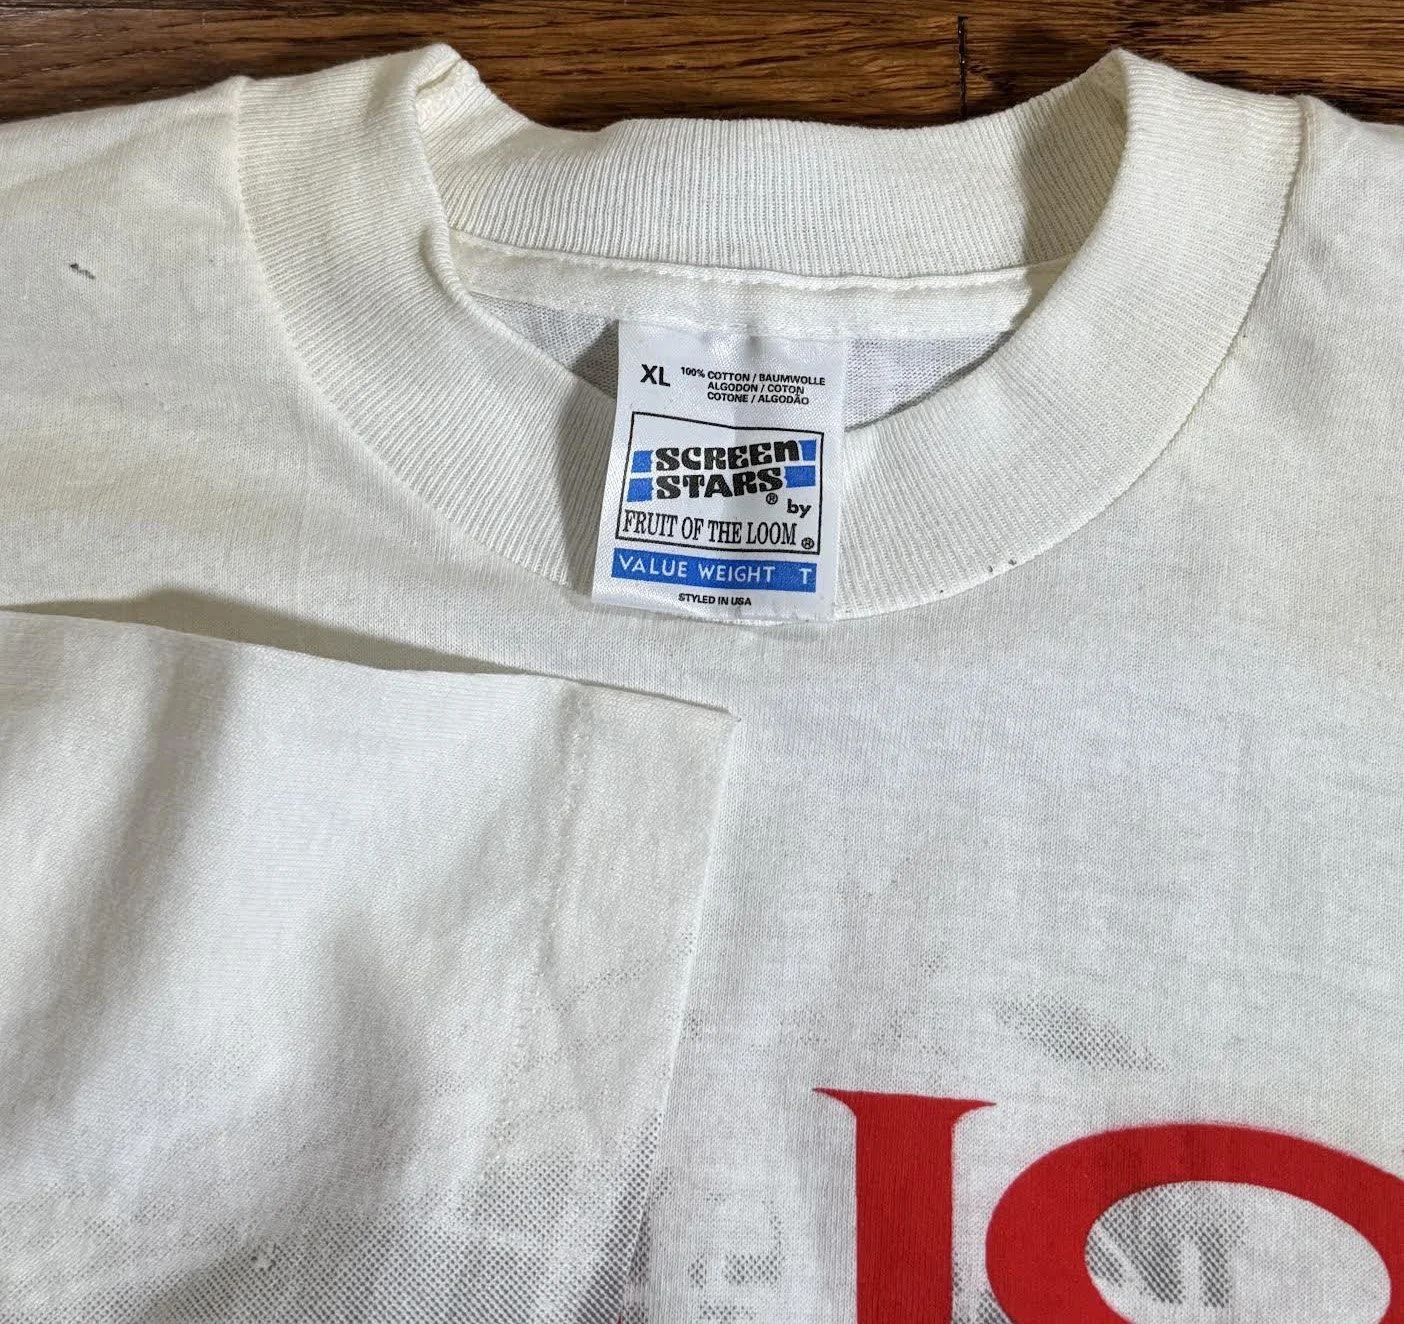 XL 100% COTTON / BAUMWOLLE
ALGODON / COTON
COTONE / ALGODÃO
SCREEN
STARS® by
FRUIT OF THE LOOM®
VALUE WEIGHT T
STYLED IN USA